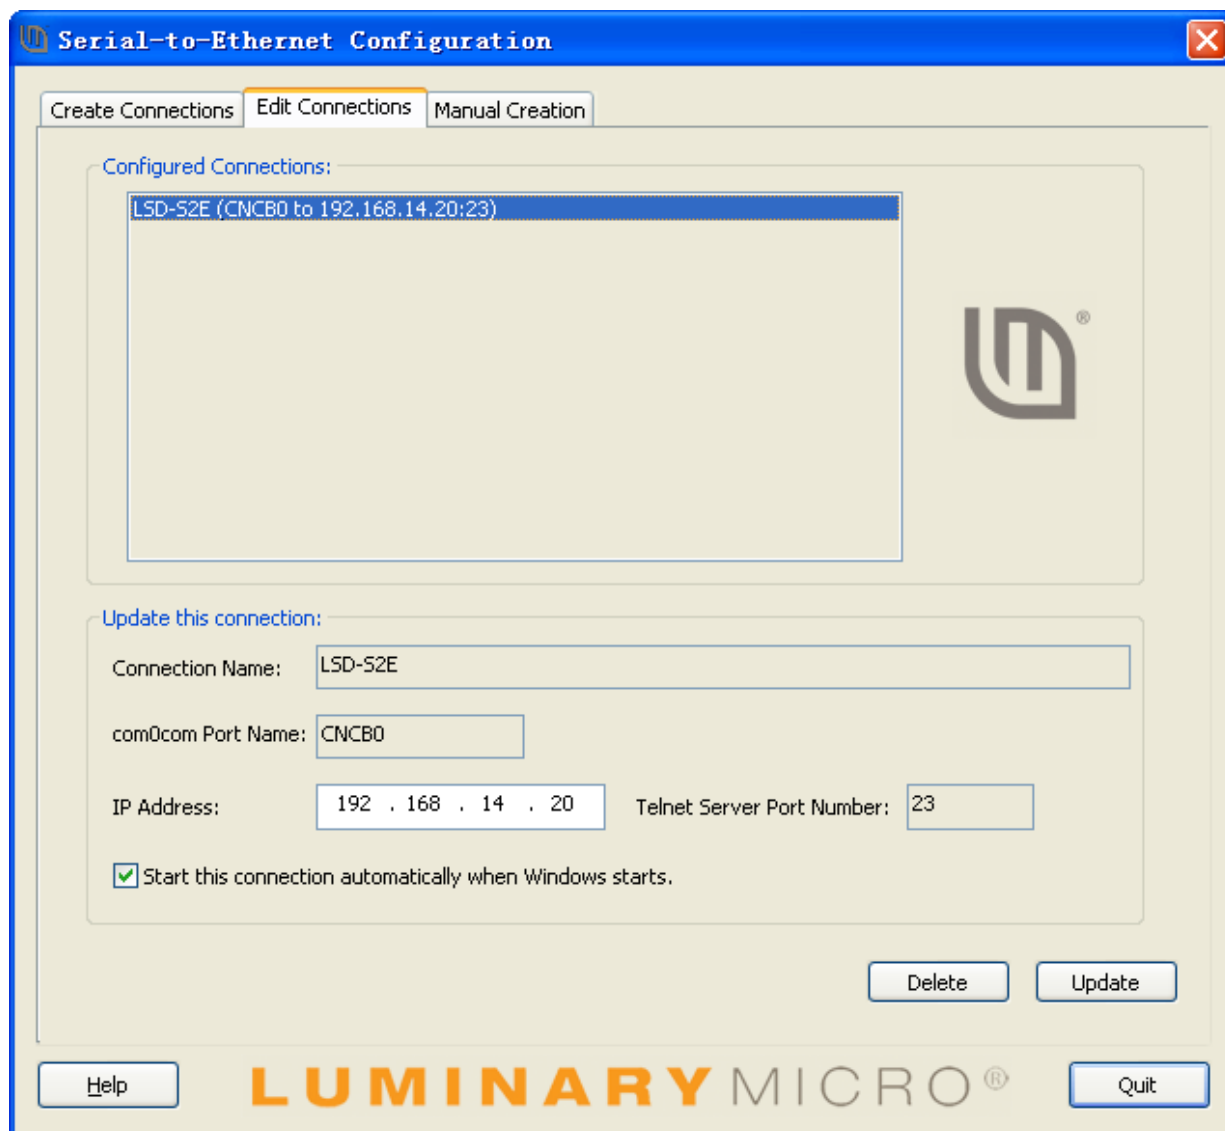 Serial-to-Ethernet Configuration
Create Connections Edit Connections Manual Creation
Configured Connections:
LSD-S2E (CNCB0 to 192.168.14.20:23)
®
Update this connection:
Connection Name: LSD-S2E
com0com Port Name: CNCB0
IP Address: 192 . 168 . 14 . 20 Telnet Server Port Number: 23
Start this connection automatically when Windows starts.
Delete Update
Help LUMINARYMICRO® Quit